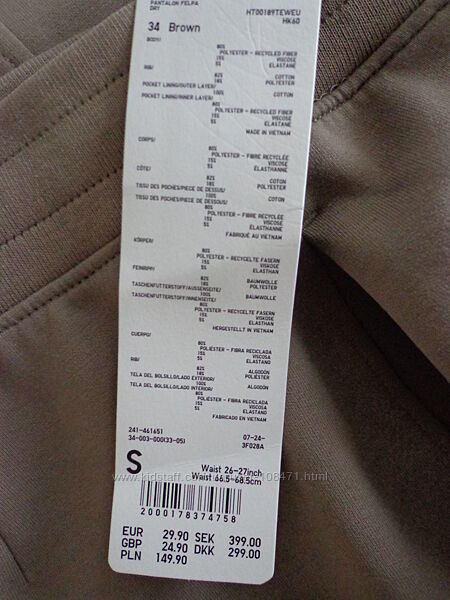 PANTALON FELPA
DRY
HT00189TEWEU
HK60
34 Brown
BODY/
80% POLYESTER - RECYCLED FIBER
15% VISCOSE
5% ELASTANE
RIB/
82% COTTON
18% POLYESTER
POCKET LINING/OUTER LAYER/
100% COTTON
POCKET LINING/INNER LAYER/
80% POLYESTER - RECYCLED FIBER
15% VISCOSE
5% ELASTANE
MADE IN VIETNAM
CORPS/
80% POLYESTER - FIBRE RECYCLÉE
15% VISCOSE
5% ÉLASTHANNE
CÔTE/
82% COTON
18% POLYESTER
TISSU DES POCHES/PIECE DE DESSUS/
100% COTON
TISSU DES POCHES/PIECE DE DESSOUS/
80% POLYESTER - FIBRE RECYCLÉE
15% VISCOSE
5% ÉLASTHANNE
FABRIQUÉ AU VIETNAM
KÖRPER/
80% POLYESTER - RECYCELTE FASERN
15% VISKOSE
5% ELASTHAN
FEINRIPP/
82% BAUMWOLLE
18% POLYESTER
TASCHENFUTTERSTOFF/AUSSENSEITE/
100% BAUMWOLLE
TASCHENFUTTERSTOFF/INNENSEITE/
80% POLYESTER - RECYCELTE FASERN
15% VISKOSE
5% ELASTHAN
HERGESTELLT IN VIETNAM
CUERPO/
80% POLIÉSTER - FIBRA RECICLADA
15% VISCOSA
5% ELASTANO
RIB/
82% ALGODÓN
18% POLIÉSTER
TELA DEL BOLSILLO/LADO EXTERIOR/
100% ALGODÓN
TELA DEL BOLSILLO/LADO INTERIOR/
80% POLIÉSTER - FIBRA RECICLADA
15% VISCOSA
5% ELASTANO
FABRICADO EN VIETNAM
241-461651 07-24-
34-003-000(33-05) 3F028A
S
Waist 26-27inch
Waist 66.5-68.5cm
2000178374758
EUR 29.90 SEK 399.00
GBP 24.90 DKK 299.00
PLN 149.90